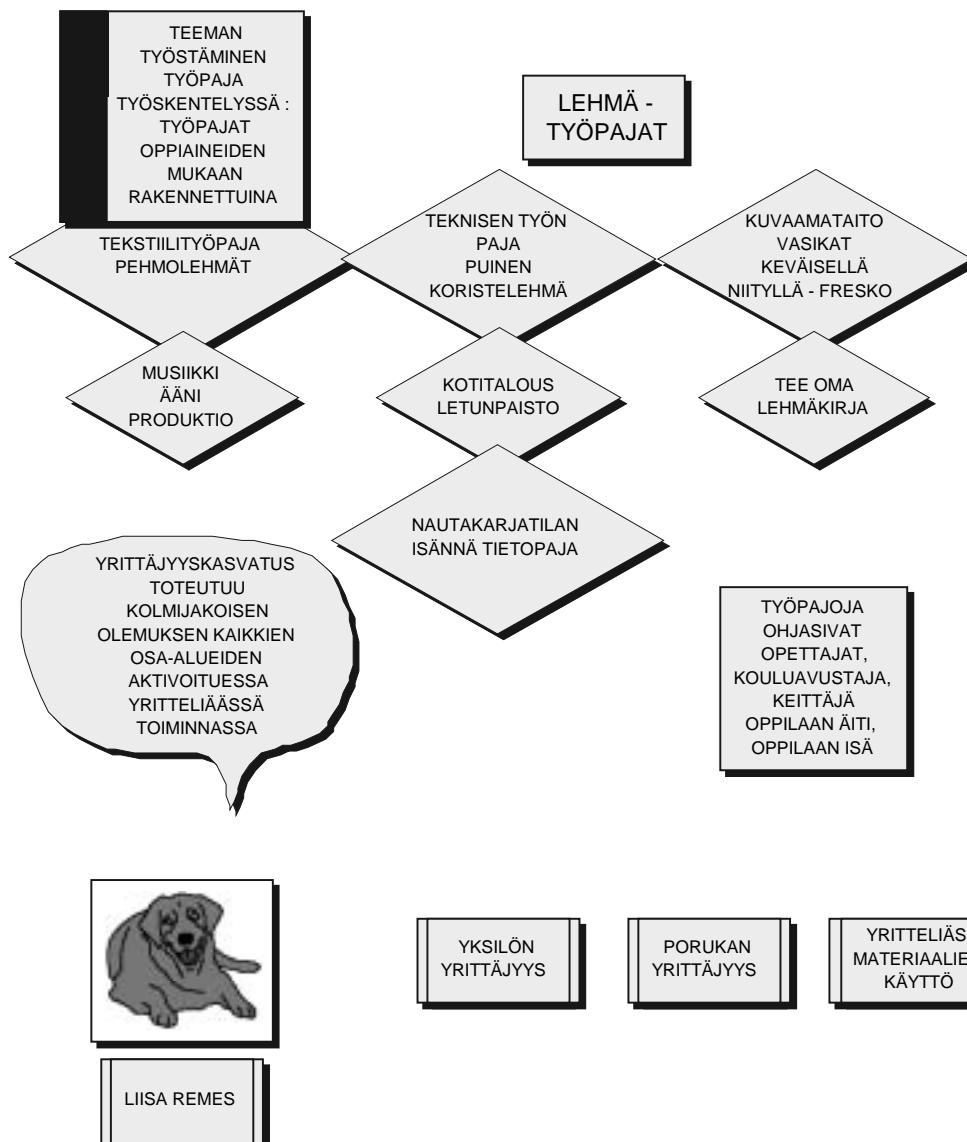 TEEMAN
TYÖSTÄMINEN
TYÖPAJA
TYÖSKENTELYSSÄ :
TYÖPAJAT
OPPIAINEIDEN
MUKAAN
RAKENNETTUINA
LEHMÄ -
TYÖPAJAT
TEKSTIILITYÖPAJA
PEHMOLEHMÄT
TEKNISEN TYÖN
PAJA
PUINEN
KORISTELEHMÄ
KUVAAMATAITO
VASIKAT
KEVÄISELLÄ
NIITYLLÄ - FRESKO
MUSIIKKI
ÄÄNI
PRODUKTIO
KOTITALOUS
LETUNPAISTO
TEE OMA
LEHMÄKIRJA
NAUTAKARJATILAN
ISÄNNÄ TIETOPAJA
YRITTÄJYYSKASVATUS
TOTEUTUU
KOLMIJAKOISEN
OLEMUKSEN KAIKKIEN
OSA-ALUEIDEN
AKTIVOITUESSA
YRITTELIÄÄSSÄ
TOIMINNASSA
TYÖPAJOJA
OHJASIVAT
OPETTAJAT,
KOULUAVUSTAJA,
KEITTÄJÄ
OPPILAAN ÄITI,
OPPILAAN ISÄ
YKSILÖN
YRITTÄJYYS
PORUKAN
YRITTÄJYYS
YRITTELIÄS
MATERIAALIE
KÄYTTÖ
LIISA REMES